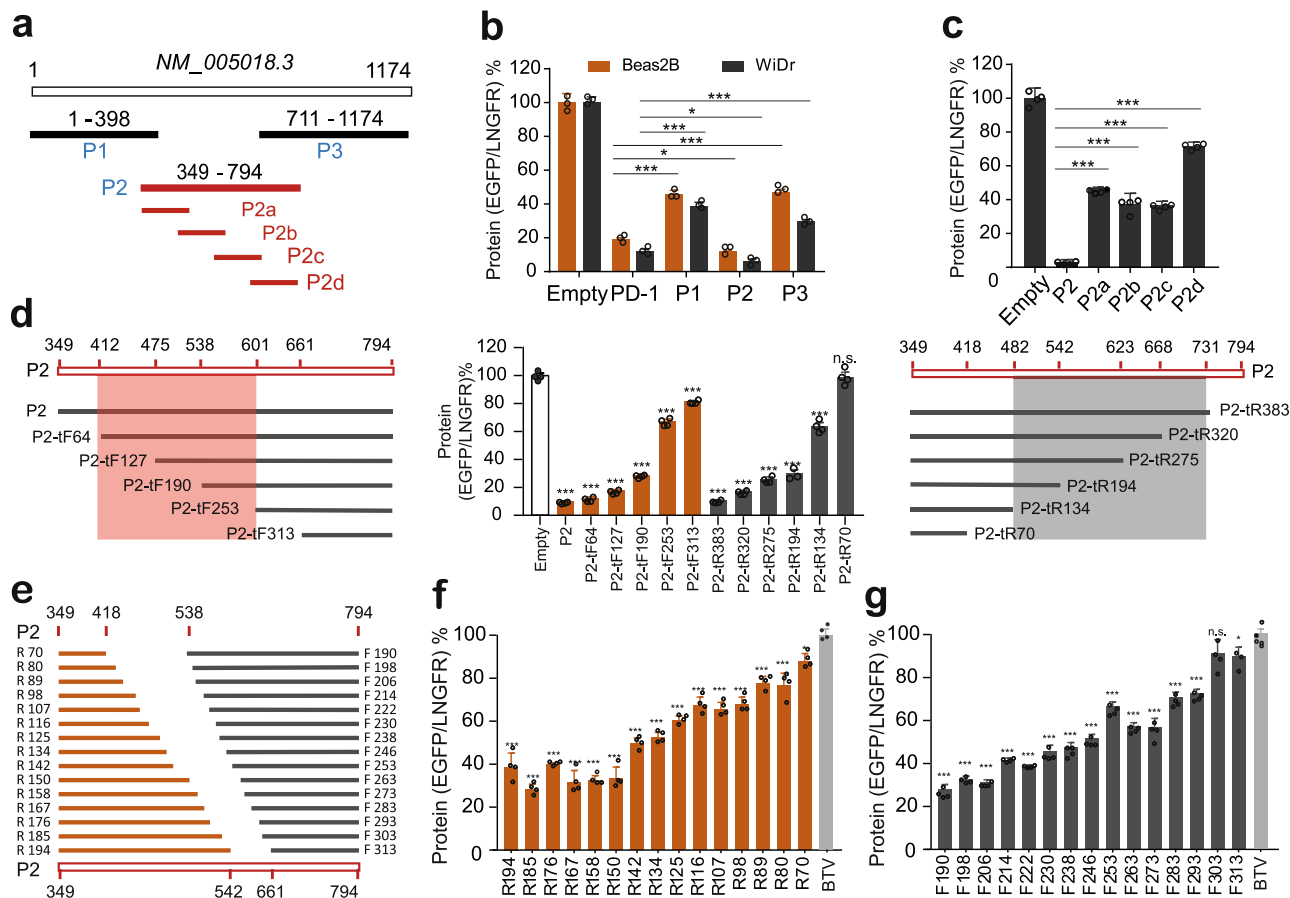 a
1
NM_005018.3
1174
1 - 398
711 - 1174
P1
P3
349 - 794
P2
P2a
P2b
P2c
P2d
b
Beas2B
WiDr
Protein (EGFP/LNGFR) %
120
100
80
60
40
20
0
***
*
***
***
*
***
Empty
PD-1
P1
P2
P3
c
Protein (EGFP/LNGFR) %
120
100
80
60
40
20
0
***
***
***
***
Empty
P2
P2a
P2b
P2c
P2d
d
349
412
475
538
601
661
794
P2
P2
P2-tF64
P2-tF127
P2-tF190
P2-tF253
P2-tF313
Protein
(EGFP/LNGFR)%
120
100
80
60
40
20
0
***
***
***
***
***
***
***
***
***
***
***
n.s.
Empty
P2
P2-tF64
P2-tF127
P2-tF190
P2-tF253
P2-tF313
P2-tR383
P2-tR320
P2-tR275
P2-tR194
P2-tR134
P2-tR70
349
418
482
542
623
668
731
794
P2
P2-tR383
P2-tR320
P2-tR275
P2-tR194
P2-tR134
P2-tR70
e
349
418
538
794
P2
R 70
F 190
R 80
F 198
R 89
F 206
R 98
F 214
R 107
F 222
R 116
F 230
R 125
F 238
R 134
F 246
R 142
F 253
R 150
F 263
R 158
F 273
R 167
F 283
R 176
F 293
R 185
F 303
R 194
F 313
P2
349
542
661
794
f
Protein (EGFP/LNGFR) %
100
80
60
40
20
0
***
***
***
***
***
***
***
***
***
***
***
***
***
***
*
R194
R185
R176
R167
R158
R150
R142
R134
R125
R116
R107
R98
R89
R80
R70
BTV
g
Protein (EGFP/LNGFR) %
100
80
60
40
20
0
***
***
***
***
***
***
***
***
***
***
***
***
***
n.s.
*
F190
F198
F206
F214
F222
F230
F238
F246
F253
F263
F273
F283
F293
F303
F313
BTV